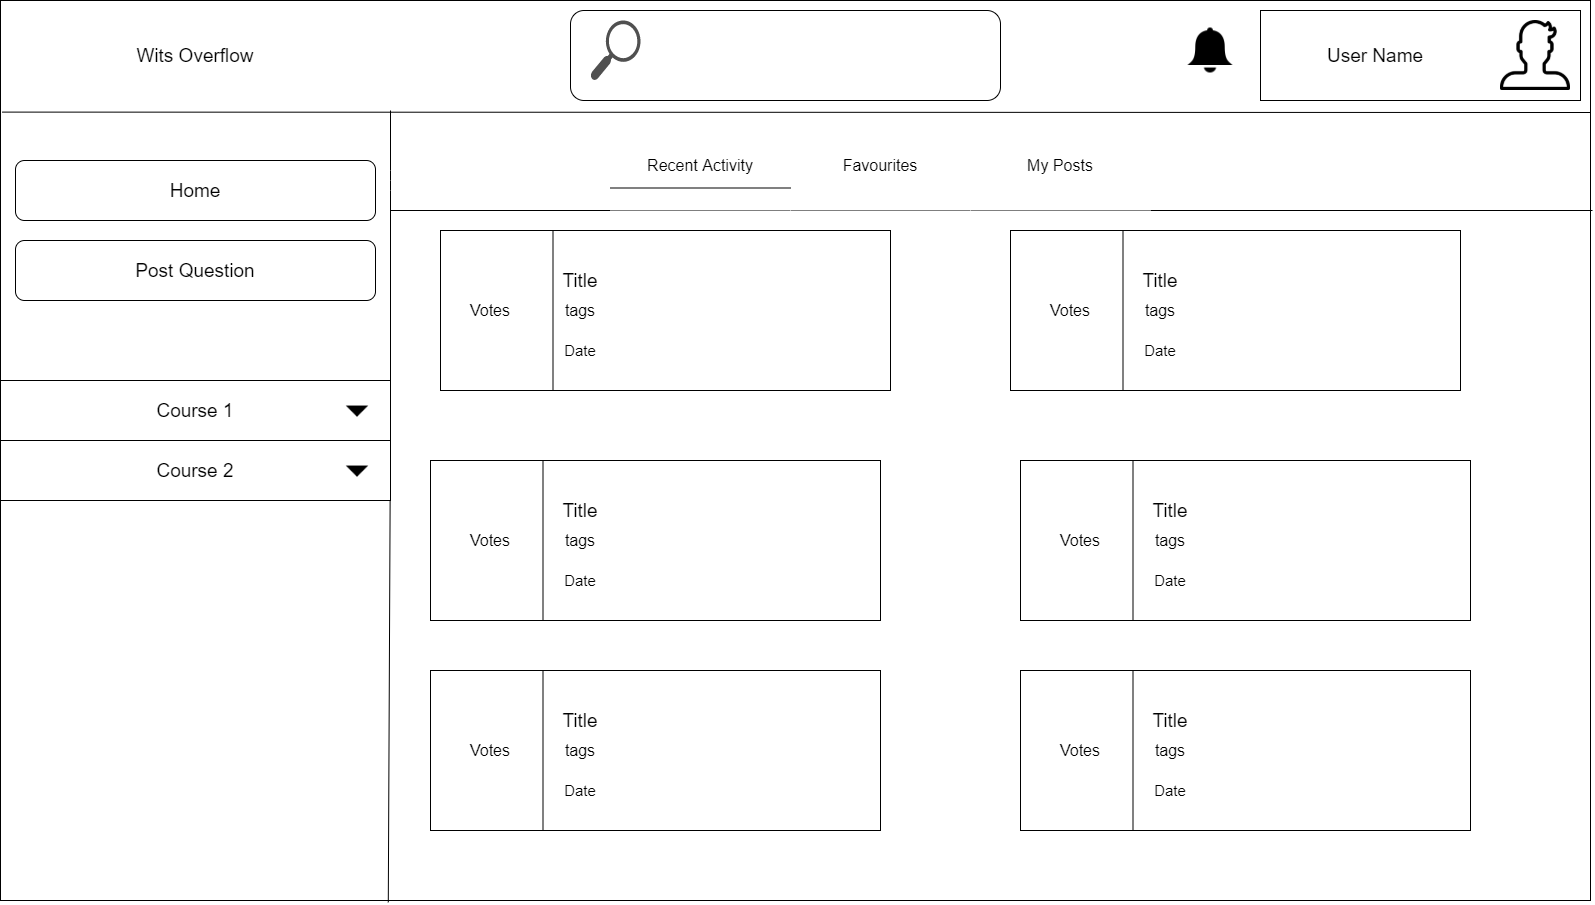 Wits Overflow
User Name
Home
Post Question
Course 1
Course 2
Recent Activity
Favourites
My Posts
Votes
Title
tags
Date
Votes
Title
tags
Date
Votes
Title
tags
Date
Votes
Title
tags
Date
Votes
Title
tags
Date
Votes
Title
tags
Date